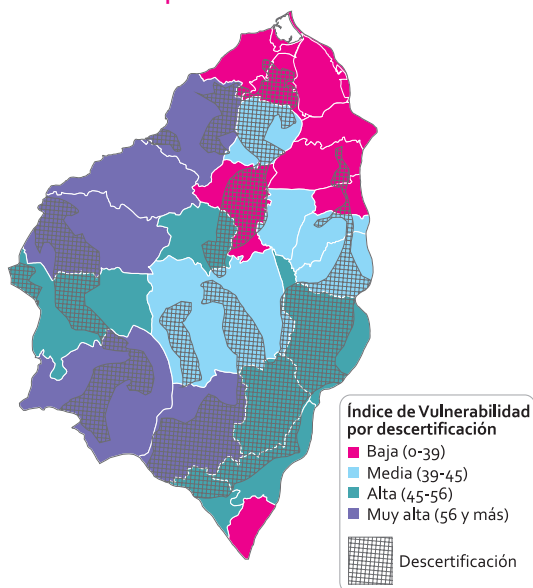 Índice de Vulnerabilidad
por descertificación
Baja (0-39)
Media (39-45)
Alta (45-56)
Muy alta (56 y más)
Descertificación